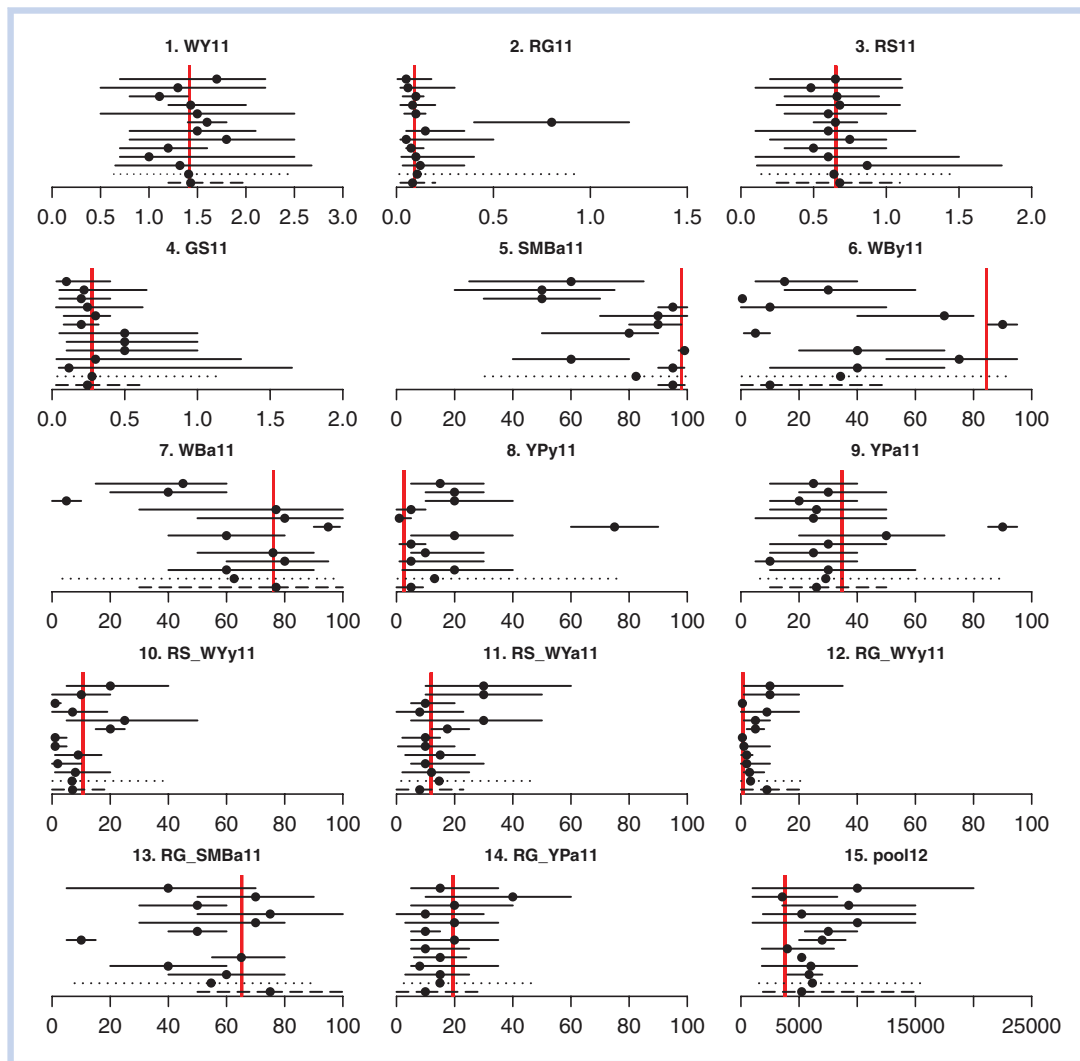 1. WY11
2. RG11
3. RS11
0.0 0.5 1.0 1.5 2.0 2.5 3.0
0.0 0.5 1.0 1.5
0.0 0.5 1.0 1.5 2.0
4. GS11
5. SMBa11
6. WBy11
0.0 0.5 1.0 1.5 2.0
0 20 40 60 80 100
0 20 40 60 80 100
7. WBa11
8. YPy11
9. YPa11
0 20 40 60 80 100
0 20 40 60 80 100
0 20 40 60 80 100
10. RS_WYy11
11. RS_WYa11
12. RG_WYy11
0 20 40 60 80 100
0 20 40 60 80 100
0 20 40 60 80 100
13. RG_SMBa11
14. RG_YPa11
15. pool12
0 20 40 60 80 100
0 20 40 60 80 100
0 5000 15000 25000